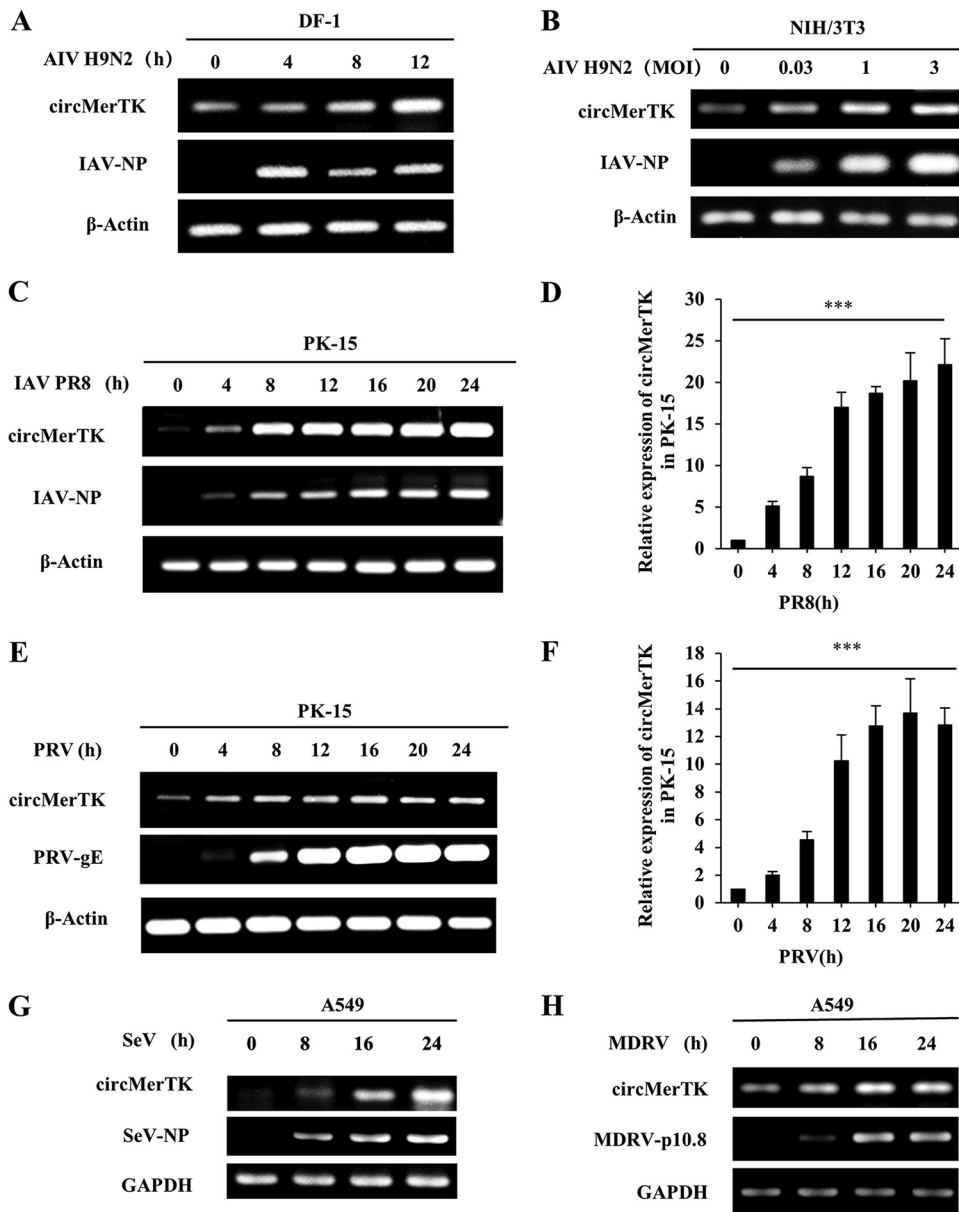 A
DF-1
AIV H9N2 (h) 0 4 8 12
circMerTK
IAV-NP
β-Actin
B
NIH/3T3
AIV H9N2 (MOI) 0 0.03 1 3
circMerTK
IAV-NP
β-Actin
C
PK-15
IAV PR8 (h) 0 4 8 12 16 20 24
circMerTK
IAV-NP
β-Actin
D
Relative expression of circMerTK
in PK-15
30
25
20
15
10
5
0
***
0 4 8 12 16 20 24
PR8(h)
E
PK-15
PRV (h) 0 4 8 12 16 20 24
circMerTK
PRV-gE
β-Actin
F
Relative expression of circMerTK
in PK-15
18
16
14
12
10
8
6
4
2
0
***
0 4 8 12 16 20 24
PRV(h)
G
A549
SeV (h) 0 8 16 24
circMerTK
SeV-NP
GAPDH
H
A549
MDRV (h) 0 8 16 24
circMerTK
MDRV-p10.8
GAPDH